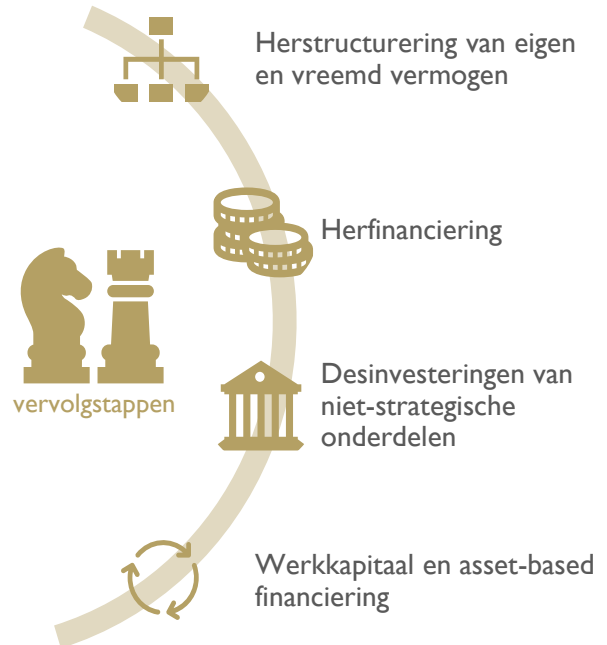 Herstructurering van eigen
en vreemd vermogen
Herfinanciering
vervolgstappen
Desinvesteringen van
niet-strategische
onderdelen
Werkkapitaal en asset-based
financiering